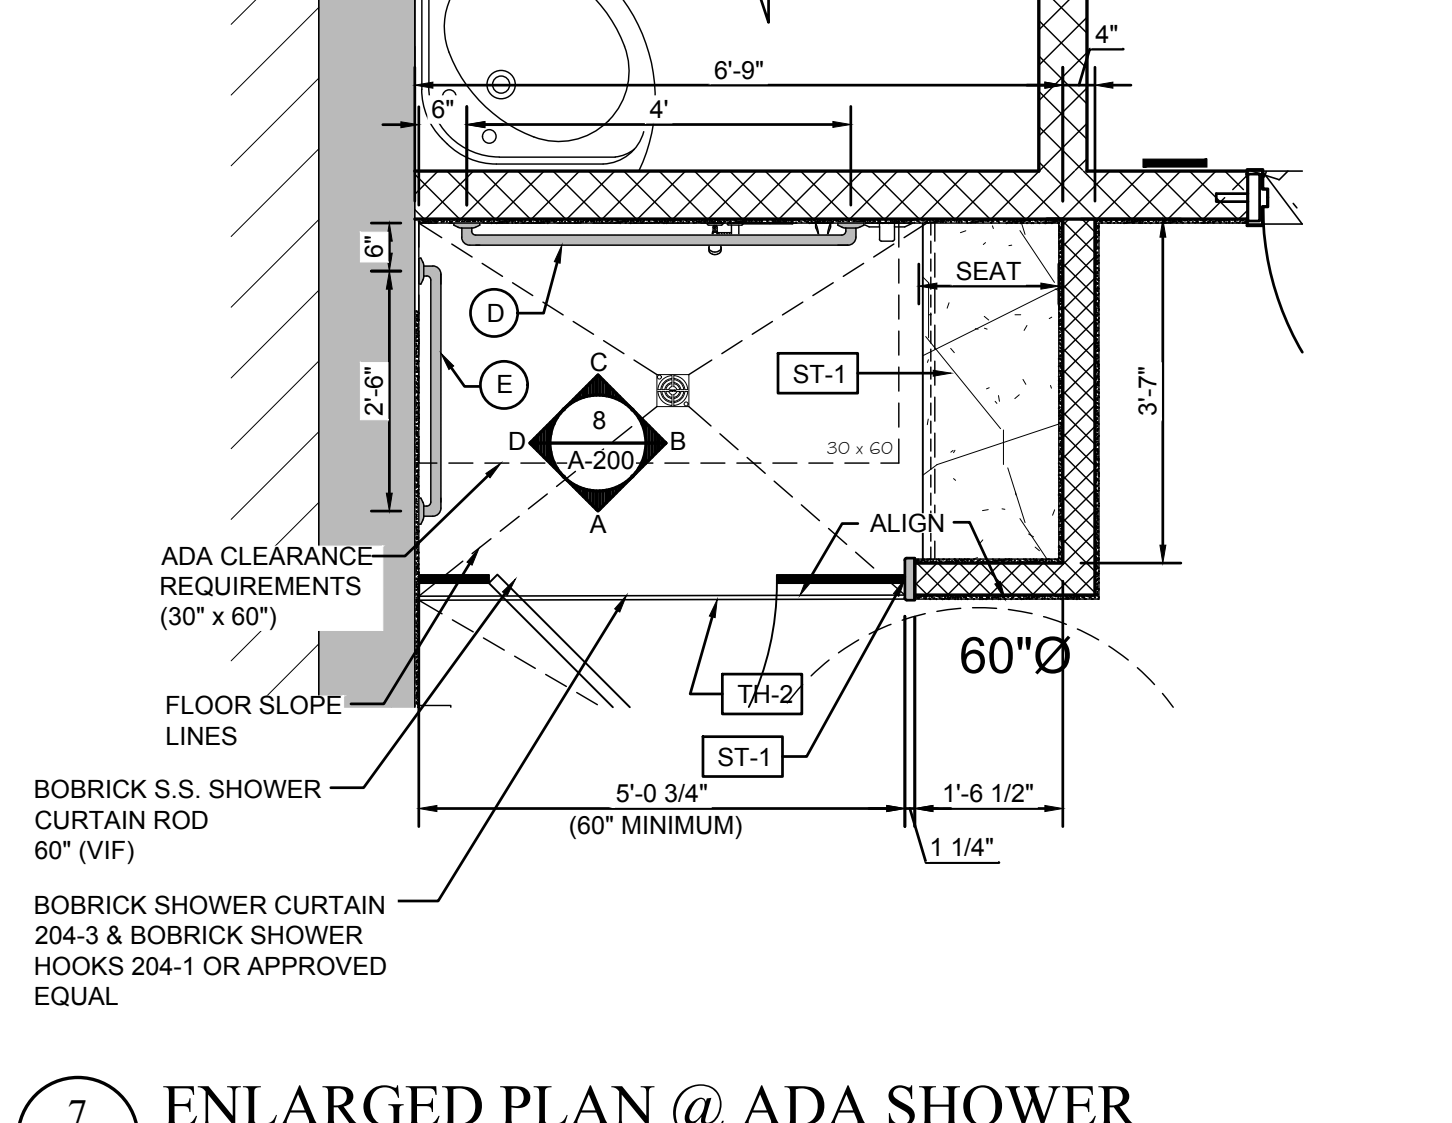 4"
6'-9"
6"
4'
6"
SEAT
D
2'-6"
E
C
ST-1
3'-7"
8
D
B
30 x 60
A-200
A
ALIGN
ADA CLEARANCE
REQUIREMENTS
(30" x 60")
60"Ø
TH-2
FLOOR SLOPE
LINES
ST-1
BOBRICK S.S. SHOWER
CURTAIN ROD
60" (VIF)
5'-0 3/4"
(60" MINIMUM)
1'-6 1/2"
1 1/4"
BOBRICK SHOWER CURTAIN
204-3 & BOBRICK SHOWER
HOOKS 204-1 OR APPROVED
EQUAL
7
ENLARGED PLAN @ ADA SHOWER